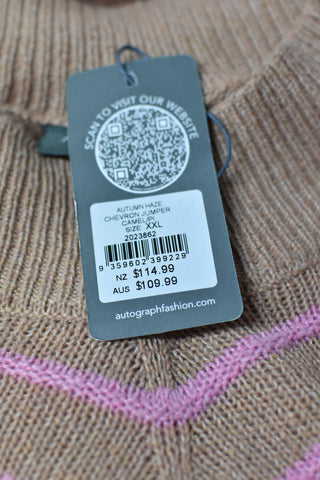 SCAN TO VISIT OUR WEBSITE
AUTUMN HAZE
CHEVRON JUMPER
CAMEL/PI
SIZE XXL
2023862
9 359602 399229
NZ $114.99
AUS $109.99
autographfashion.com